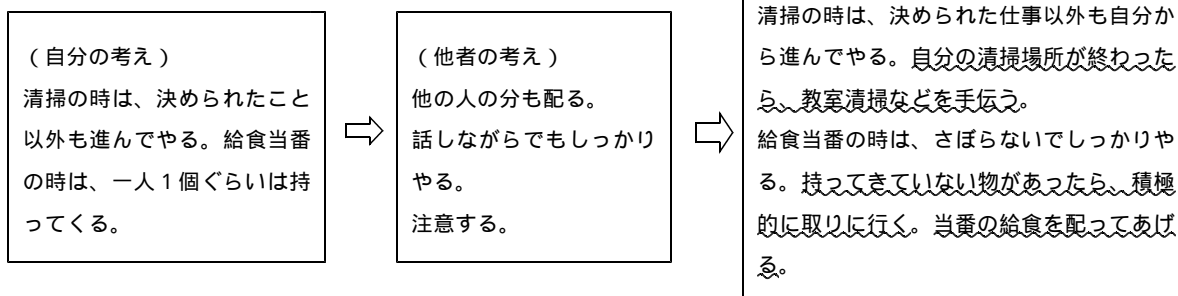 (自分の考え)
清掃の時は、決められたこと
以外も進んでやる。給食当番
の時は、一人1個ぐらいは持
ってくる。
(他者の考え)
他の人の分も配る。
話しながらでもしっかり
やる。
注意する。
清掃の時は、決められた仕事以外も自分か
ら進んでやる。自分の清掃場所が終わった
ら、教室清掃などを手伝う。
給食当番の時は、さぼらないでしっかりや
る。持ってきていない物があったら、積極
的に取りに行く。当番の給食を配ってあげ
る。